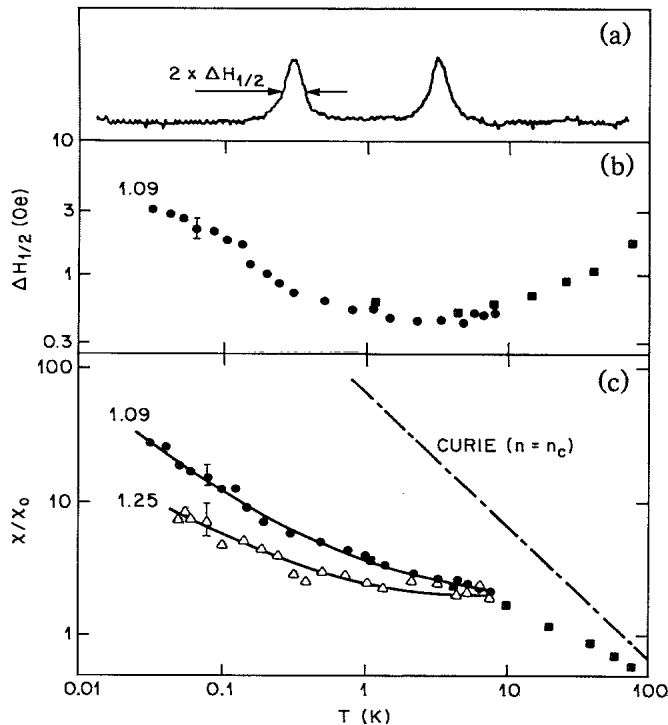 (a)
2 x ΔH1/2
10
(b)
1.09
3
ΔH1/2 (Oe)
1
0.3
100
(c)
1.09
CURIE (n = nc)
10
1.25
χ/χ0
1
0.01 0.1 1 10 100
T (K)